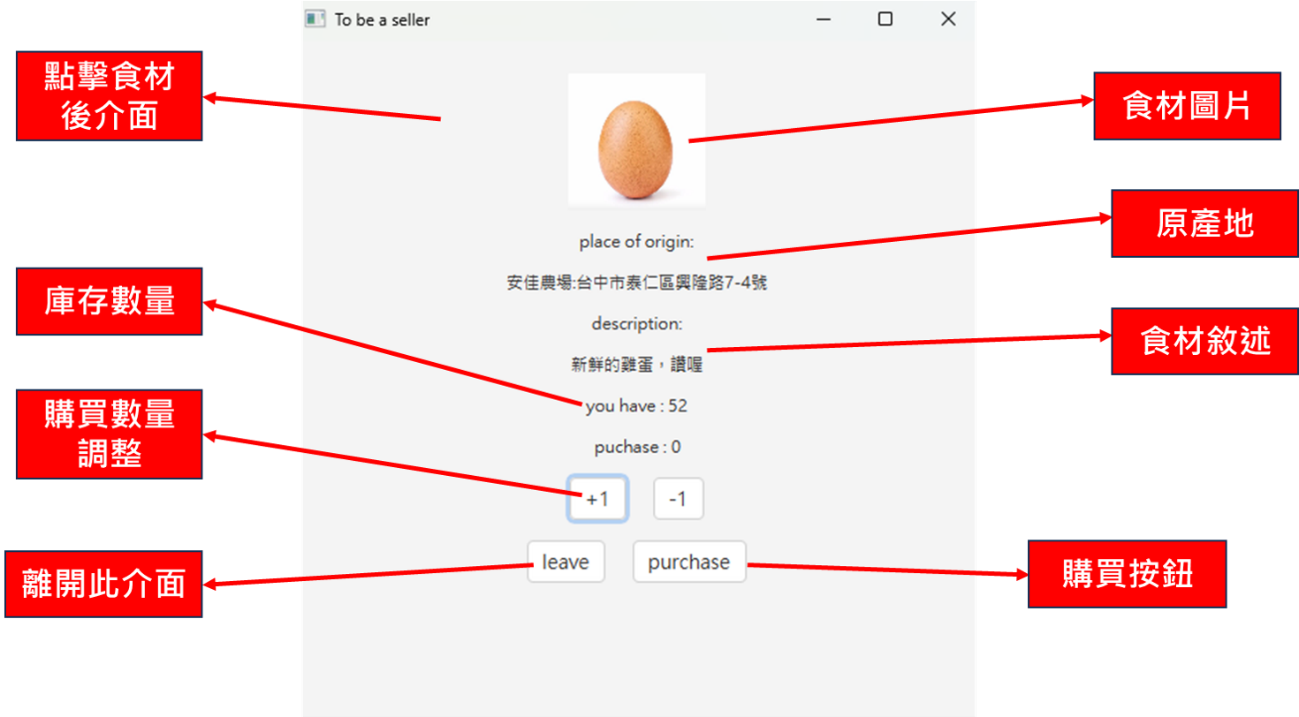 To be a seller
點擊食材
後介面
食材圖片
place of origin:
原產地
安佳農場:台中市泰仁區興隆路7-4號
庫存數量
description:
食材敘述
新鮮的雞蛋，讚喔
you have : 52
購買數量
調整
puchase : 0
+1 -1
leave purchase
離開此介面
購買按鈕